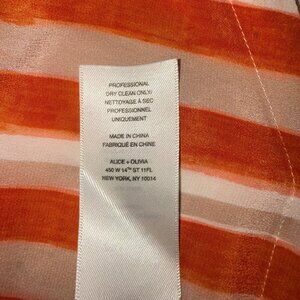 PROFESSIONAL
DRY CLEAN ONLY/
NETTOYAGE À SEC
PROFESSIONNEL
UNIQUEMENT
MADE IN CHINA
FABRIQUÉ EN CHINE
ALICE + OLIVIA
450 W 14TH ST 11FL
NEW YORK, NY 10014